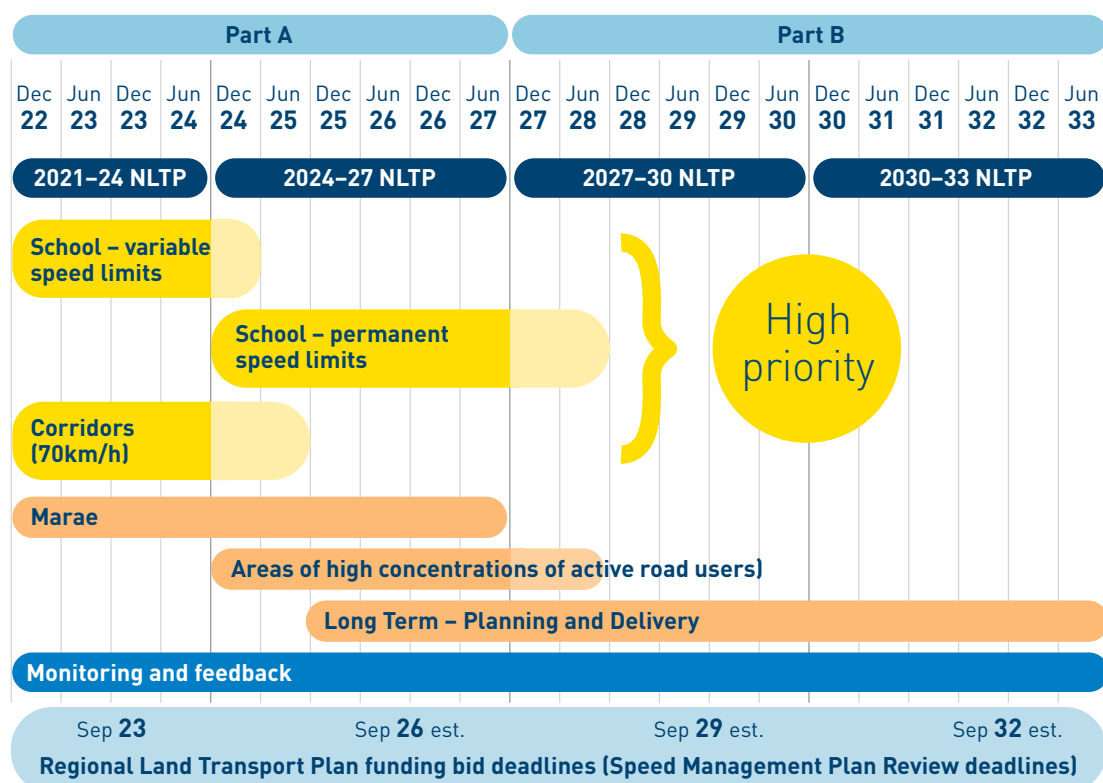 Part A Part B
Dec Jun Dec Jun Dec Jun Dec Jun Dec Jun Dec Jun Dec Jun Dec Jun Dec Jun Dec Jun Dec Jun
22 23 23 24 24 25 25 26 26 27 27 28 28 29 29 30 30 31 31 32 32 33
2021–24 NLTP 2024–27 NLTP 2027–30 NLTP 2030–33 NLTP
School – variable
speed limits
School – permanent
speed limits
High
priority
Corridors
(70km/h)
Marae
Areas of high concentrations of active road users)
Long Term – Planning and Delivery
Monitoring and feedback
Sep 23 Sep 26 est. Sep 29 est. Sep 32 est.
Regional Land Transport Plan funding bid deadlines (Speed Management Plan Review deadlines)